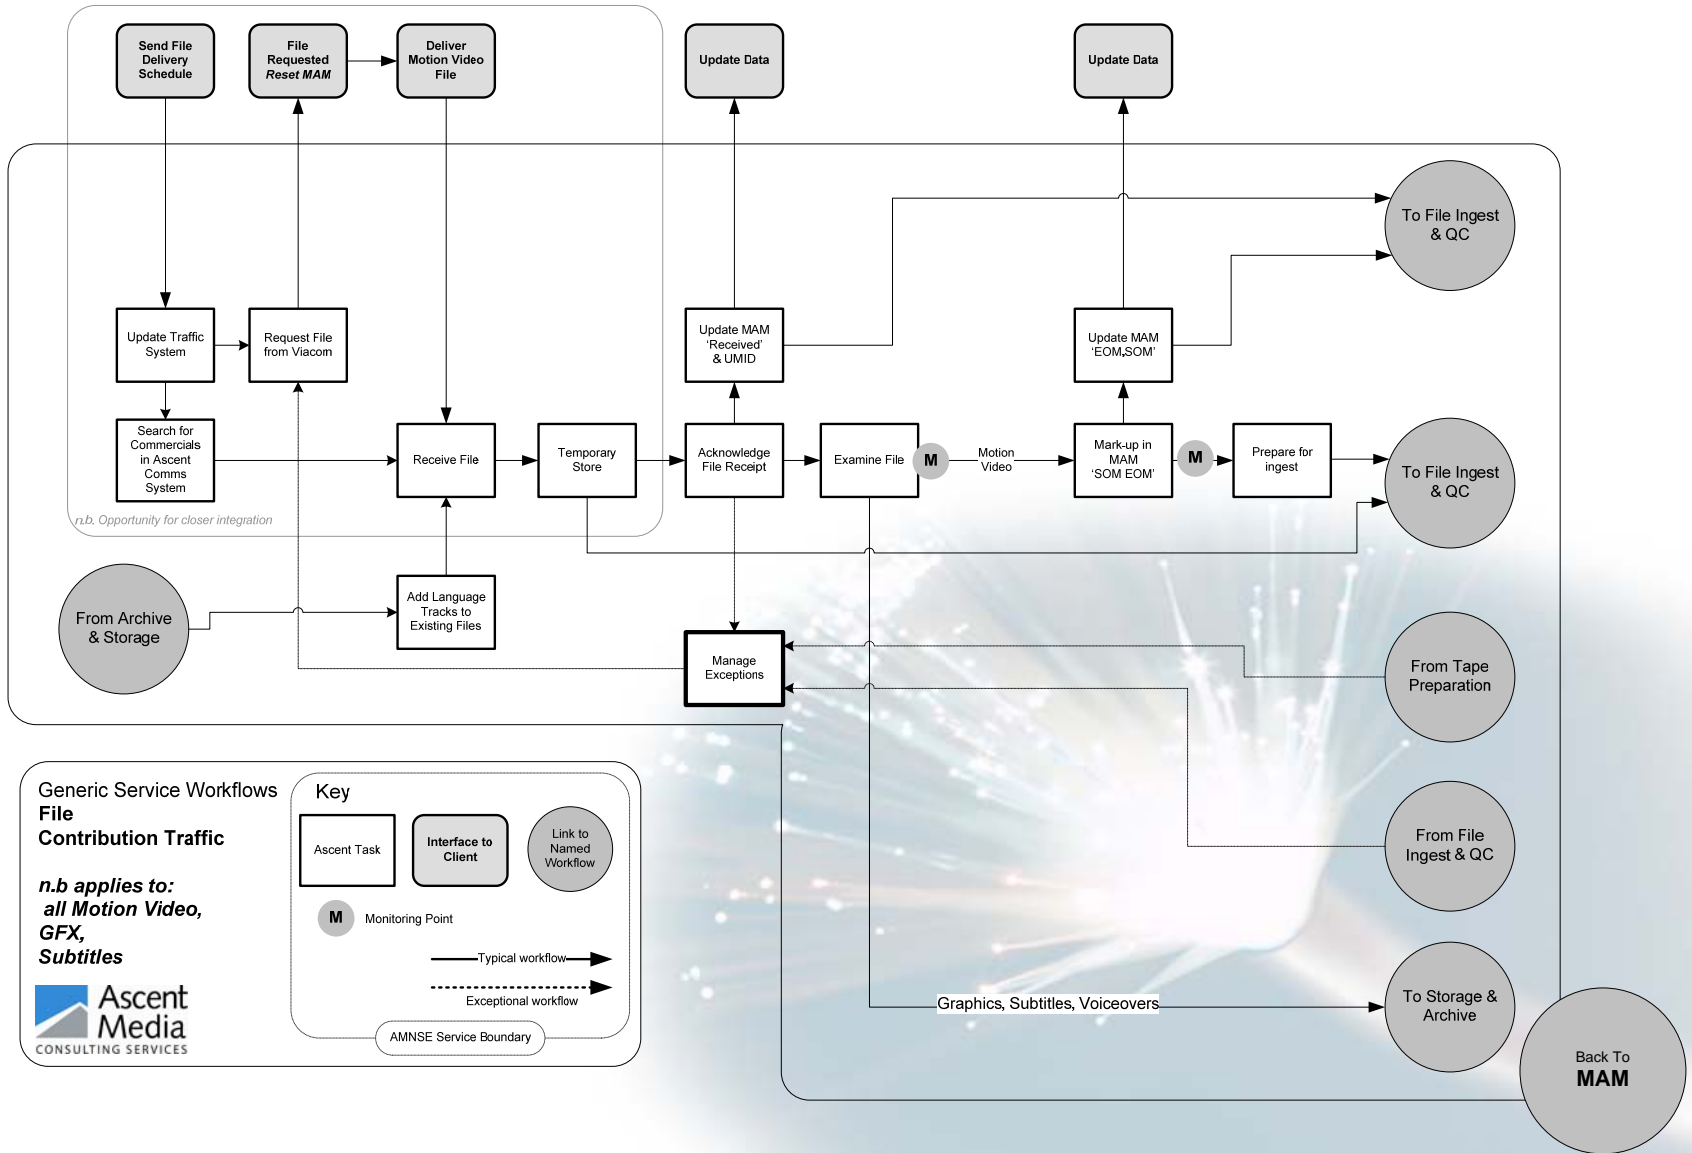 Send File
Delivery
Schedule
File
Requested
Reset MAM
Deliver
Motion Video
File
Update Data
Update Data
To File Ingest
& QC
Update Traffic
System
Request File
from Viacom
Update MAM
‘Received’
& UMID
Update MAM
‘EOM,SOM’
Search for
Commercials
in Ascent
Comms
System
Receive File
Temporary
Store
Acknowledge
File Receipt
Examine File
M
Motion
Video
Mark-up in
MAM
‘SOM EOM’
M
Prepare for
ingest
To File Ingest
& QC
n.b. Opportunity for closer integration
From Archive
& Storage
Add Language
Tracks to
Existing Files
Manage
Exceptions
From Tape
Preparation
From File
Ingest & QC
Graphics, Subtitles, Voiceovers
To Storage &
Archive
Back To
MAM
Generic Service Workflows
File
Contribution Traffic
n.b applies to:
all Motion Video,
GFX,
Subtitles
Ascent
Media
CONSULTING SERVICES
Key
Ascent Task
Interface to
Client
Link to
Named
Workflow
M
Monitoring Point
Typical workflow
Exceptional workflow
AMNSE Service Boundary